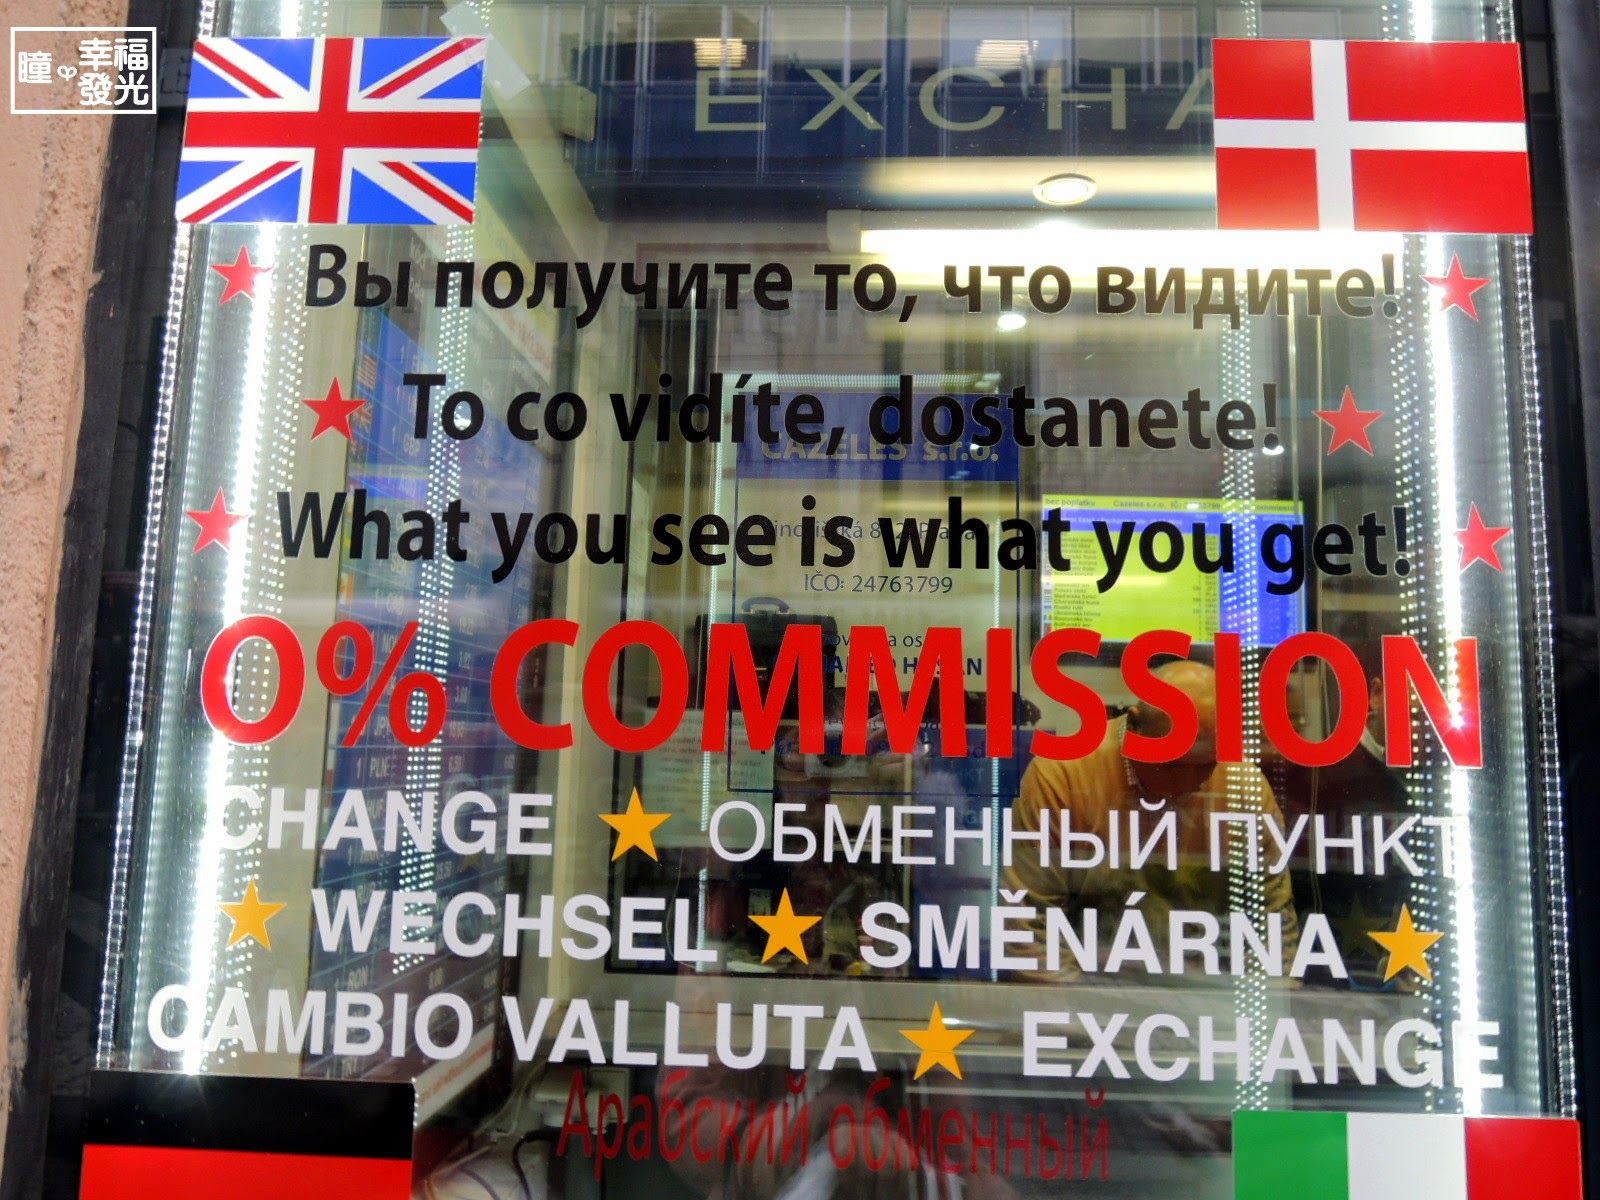 瞳 幸福
發光
EXCHA
Вы получите то, что видите!
To co vidíte, dostanete!
CAZELES s.r.o.
What you see is what you get!
IČO: 24763799
0% COMMISSION
CHANGE ★ ОБМЕННЫЙ ПУНКТ
★ WECHSEL ★ SMĚNÁRNA ★
CAMBIO VALLUTA ★ EXCHANGE
Арабский обменный